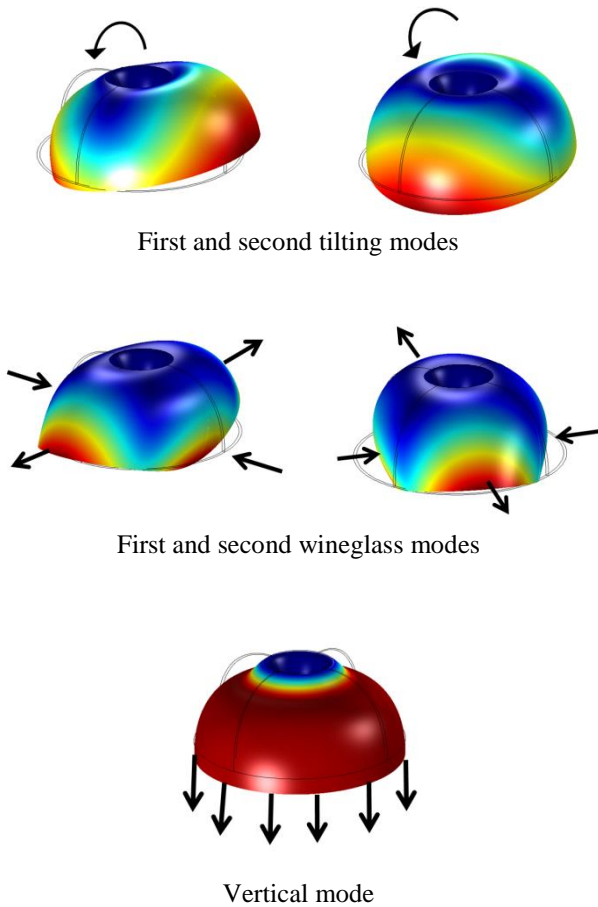 First and second tilting modes
First and second wineglass modes
Vertical mode